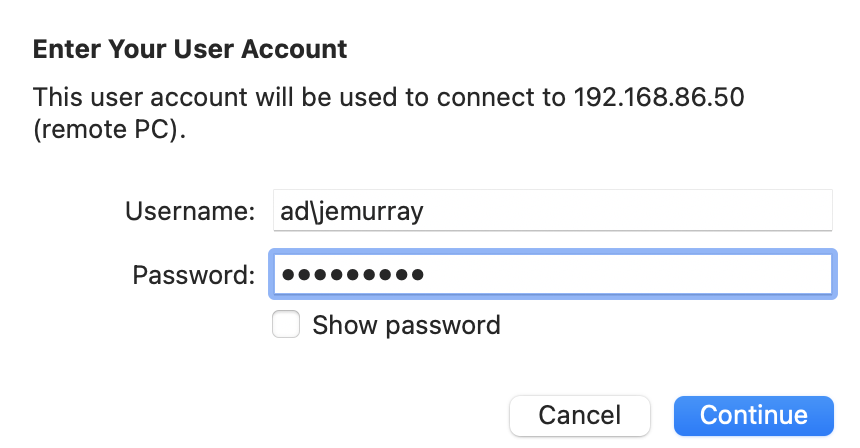 Enter Your User Account
This user account will be used to connect to 192.168.86.50
(remote PC).
Username: ad\jemurray
Password: •••••••••
Show password
Cancel Continue